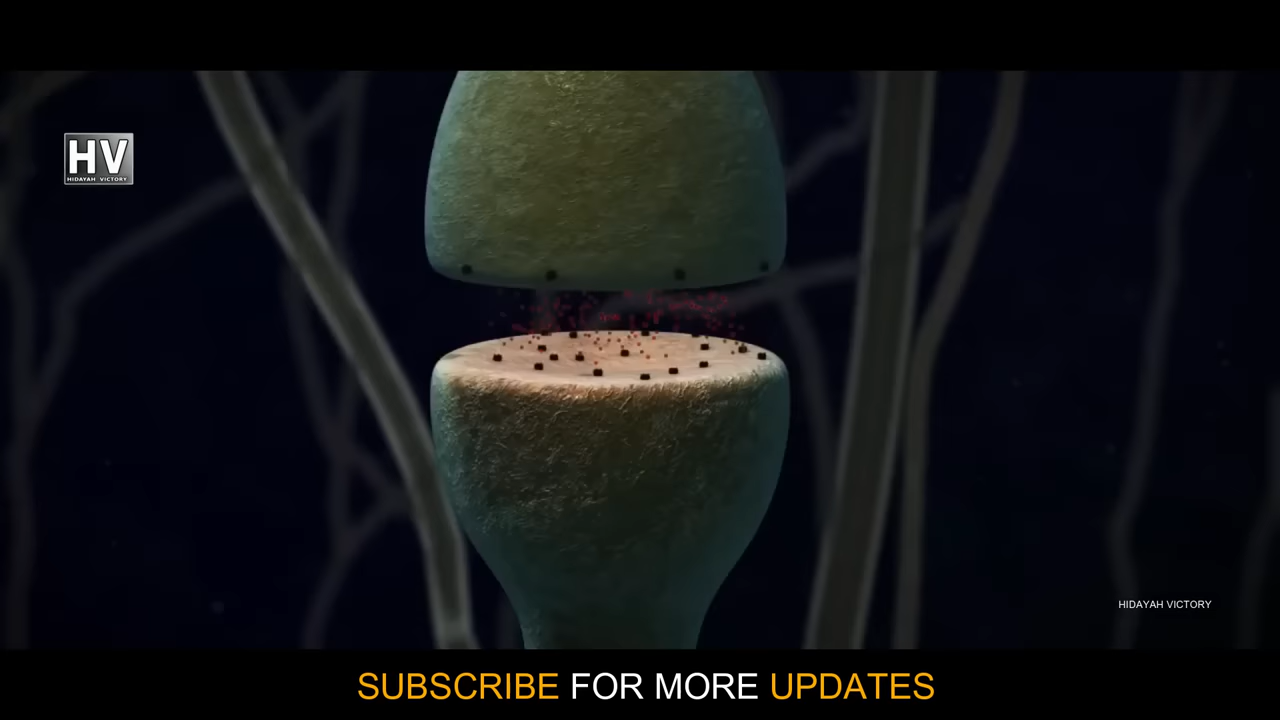 HV
HIDAYAH VICTORY
HIDAYAH VICTORY
SUBSCRIBE FOR MORE UPDATES